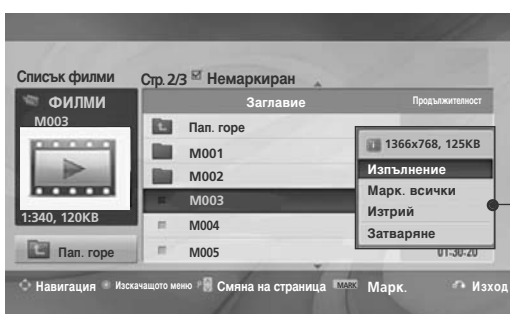 Списък филми Стр. 2/3 Немаркиран
ФИЛМИ
M003
1:340, 120KB
Пап. горе
Заглавие Продължителност
Пап. горе
M001
M002
M003
M004
M005 01-30-20
1366x768, 125KB
Изпълнение
Марк. всички
Изтрий
Затваряне
Навигация Изскачащото меню P Смяна на страница MARK Марк. Изход